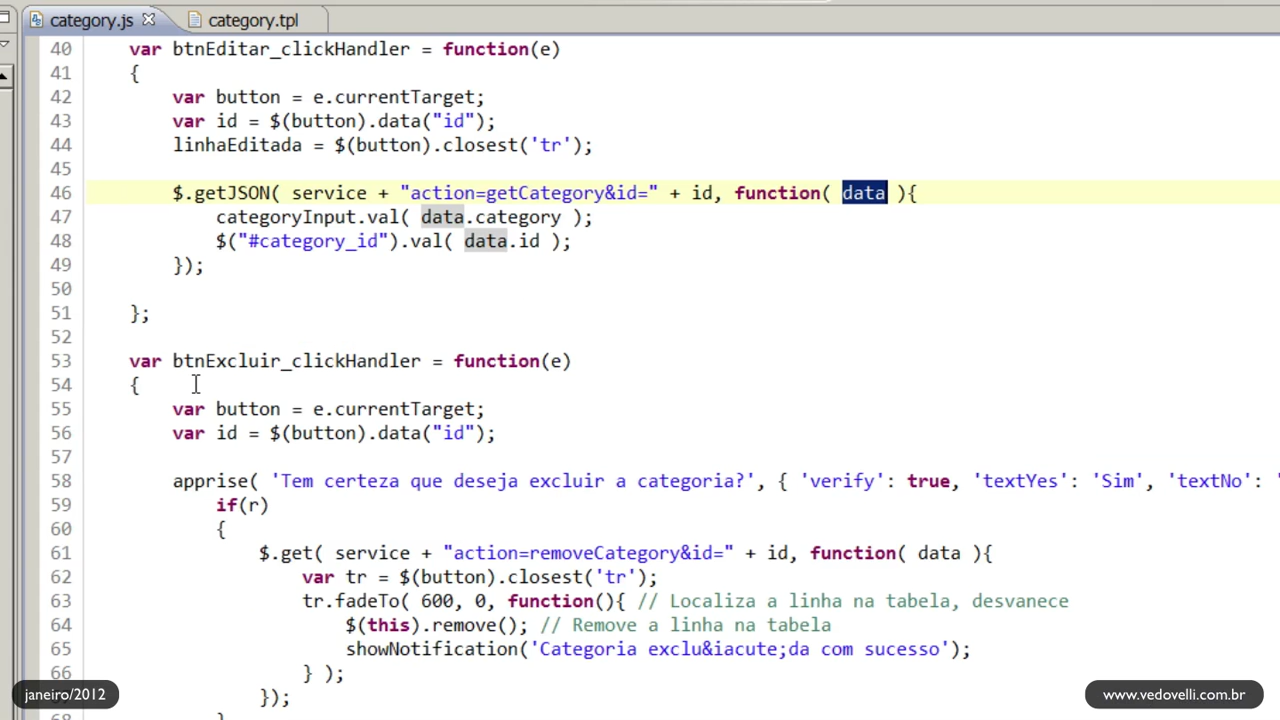 category.js category.tpl
40 var btnEditar_clickHandler = function(e)
41 {
42 var button = e.currentTarget;
43 var id = $(button).data("id");
44 linhaEditada = $(button).closest('tr');
45
46 $.getJSON( service + "action=getCategory&id=" + id, function( data ){
47 categoryInput.val( data.category );
48 $("#category_id").val( data.id );
49 });
50
51 };
52
53 var btnExcluir_clickHandler = function(e)
54 {
55 var button = e.currentTarget;
56 var id = $(button).data("id");
57
58 apprise( 'Tem certeza que deseja excluir a categoria?', { 'verify': true, 'textYes': 'Sim', 'textNo': '
59 if(r)
60 {
61 $.get( service + "action=removeCategory&id=" + id, function( data ){
62 var tr = $(button).closest('tr');
63 tr.fadeTo( 600, 0, function(){ // Localiza a linha na tabela, desvanece
64 $(this).remove(); // Remove a linha na tabela
65 showNotification('Categoria exclu&iacute;da com sucesso');
66 } );
});
}
janeiro/2012 www.vedovelli.com.br